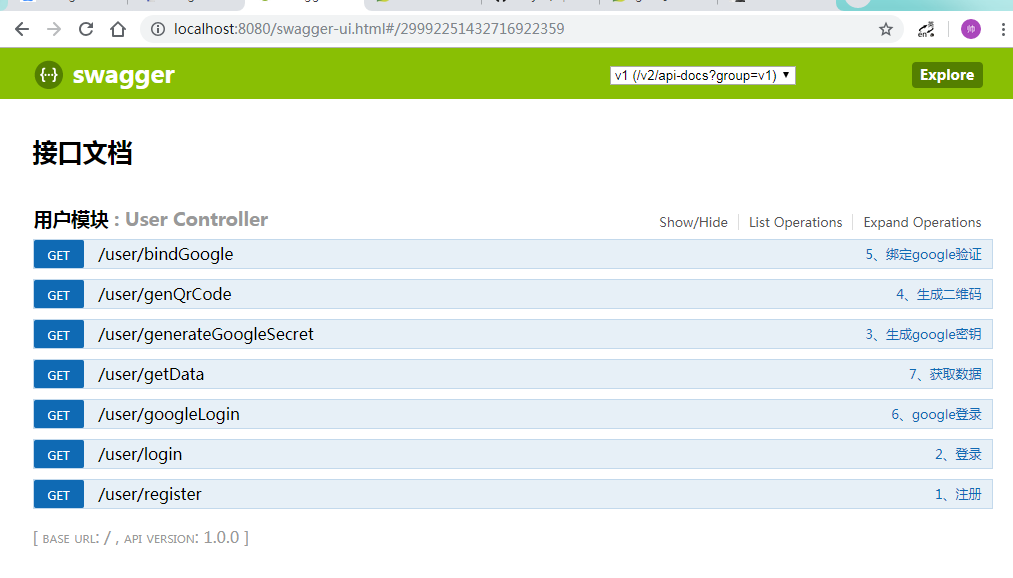 localhost:8080/swagger-ui.html#/29992251432716922359
en
帅
{··} swagger v1 (/v2/api-docs?group=v1) ▼ Explore
接口文档
用户模块 : User Controller Show/Hide List Operations Expand Operations
GET /user/bindGoogle 5、绑定google验证
GET /user/genQrCode 4、生成二维码
GET /user/generateGoogleSecret 3、生成google密钥
GET /user/getData 7、获取数据
GET /user/googleLogin 6、google登录
GET /user/login 2、登录
GET /user/register 1、注册
[ BASE URL: / , API VERSION: 1.0.0 ]